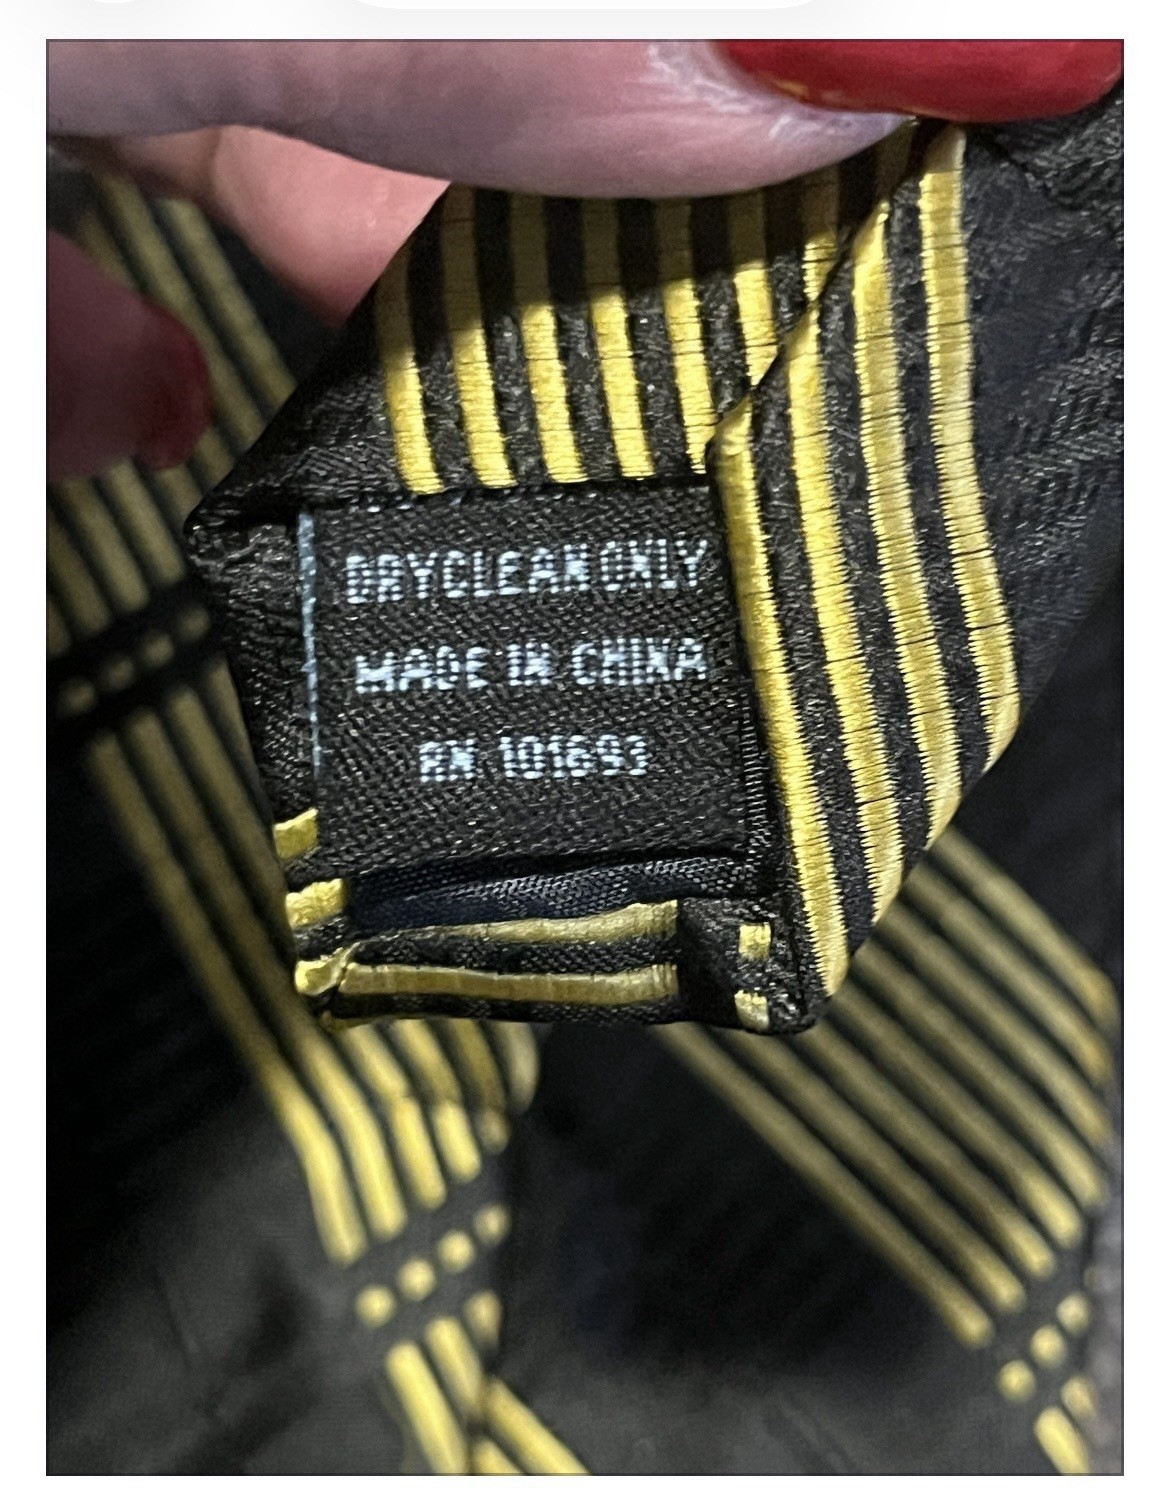 DRYCLEAN ONLY
MADE IN CHINA
RN 101693